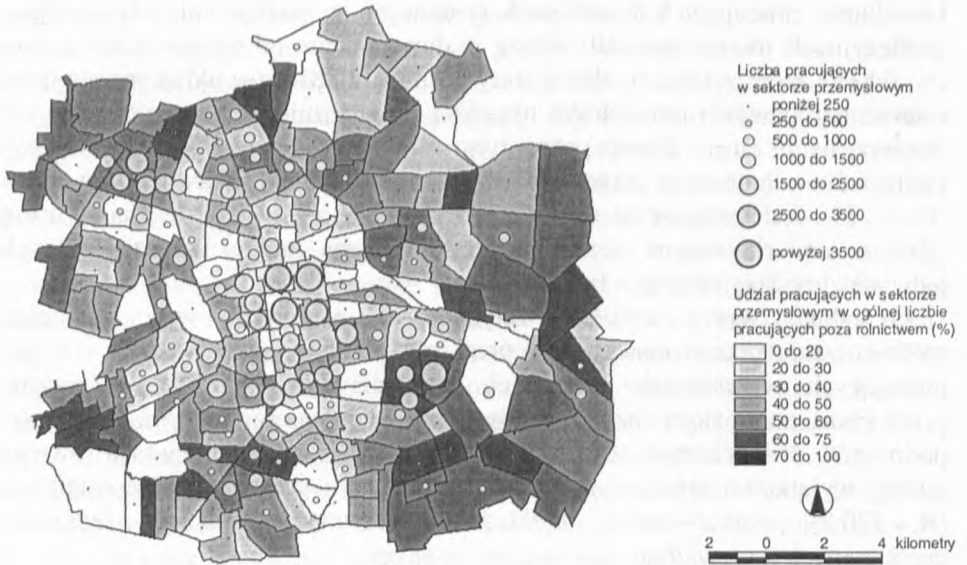 Liczba pracujących
w sektorze przemysłowym
poniżej 250
250 do 500
500 do 1000
1000 do 1500
1500 do 2500
2500 do 3500
powyżej 3500
Udział pracujących w sektorze
przemysłowym w ogólnej liczbie
pracujących poza rolnictwem (%)
0 do 20
20 do 30
30 do 40
40 do 50
50 do 60
60 do 75
70 do 100
2 0 2 4 kilometry